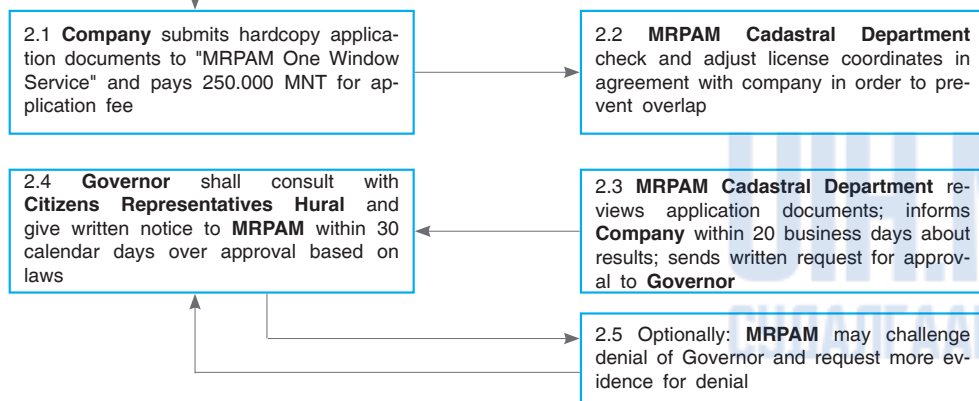 2.1 Company submits hardcopy applica-
tion documents to "MRPAM One Window
Service" and pays 250.000 MNT for ap-
plication fee
2.2 MRPAM Cadastral Department
check and adjust license coordinates in
agreement with company in order to pre-
vent overlap
2.4 Governor shall consult with
Citizens Representatives Hural and
give written notice to MRPAM within 30
calendar days over approval based on
laws
2.3 MRPAM Cadastral Department re-
views application documents; informs
Company within 20 business days about
results; sends written request for approv-
al to Governor
2.5 Optionally: MRPAM may challenge
denial of Governor and request more ev-
idence for denial